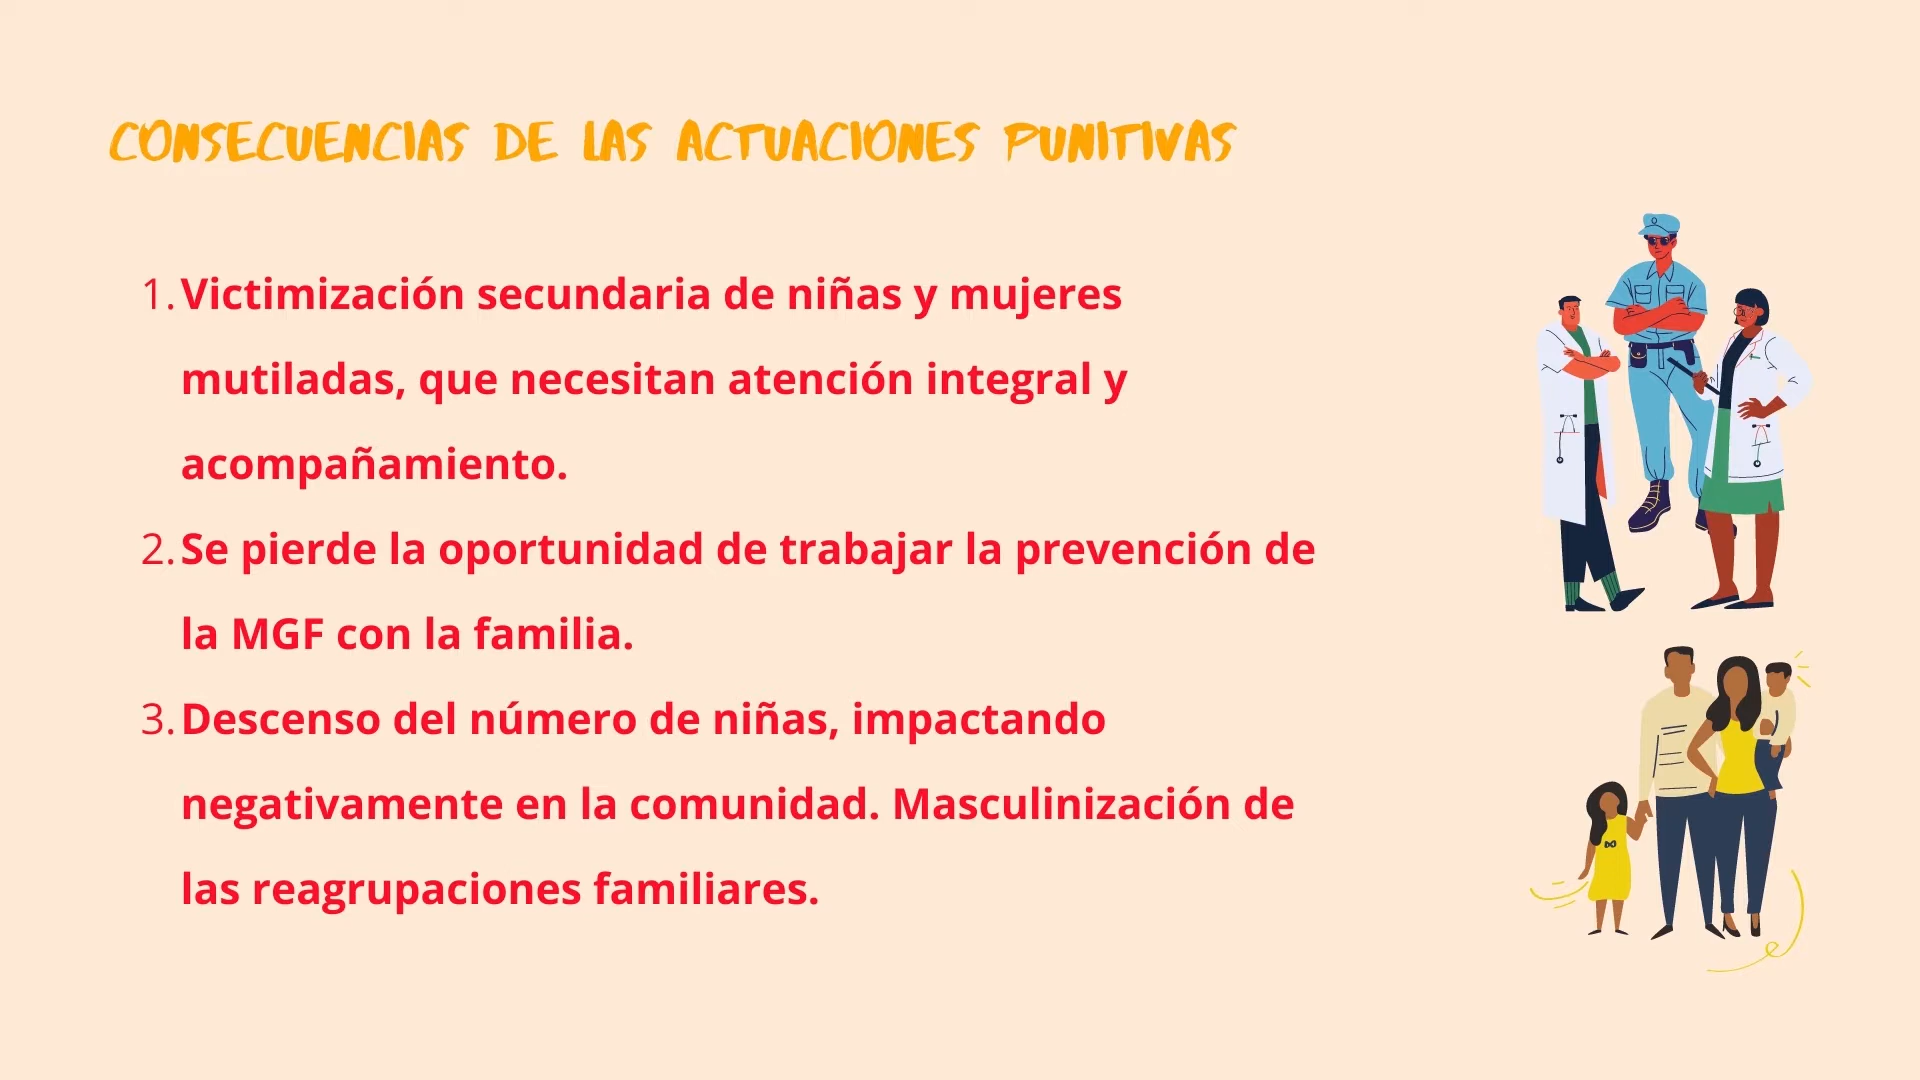 CONSECUENCIAS DE LAS ACTUACIONES PUNITIVAS
1. Victimización secundaria de niñas y mujeres
mutiladas, que necesitan atención integral y
acompañamiento.
2. Se pierde la oportunidad de trabajar la prevención de
la MGF con la familia.
3. Descenso del número de niñas, impactando
negativamente en la comunidad. Masculinización de
las reagrupaciones familiares.